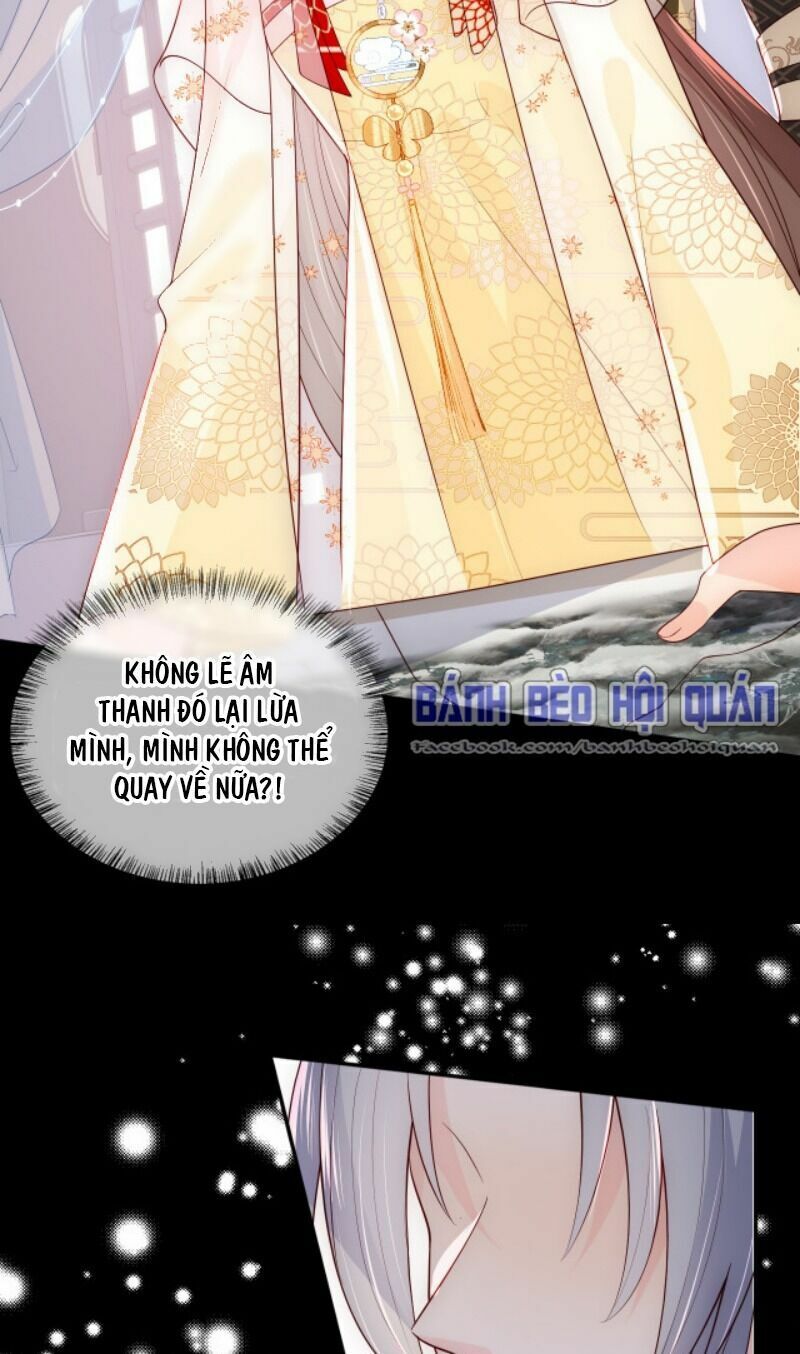 KHÔNG LẼ ÂM
THANH ĐÓ LẠI LỪA
MÌNH, MÌNH KHÔNG THỂ
QUAY VỀ NỮA?!
BÁNH BÈO HỘI QUÁN
Facebook.com/banhbeohoiquan